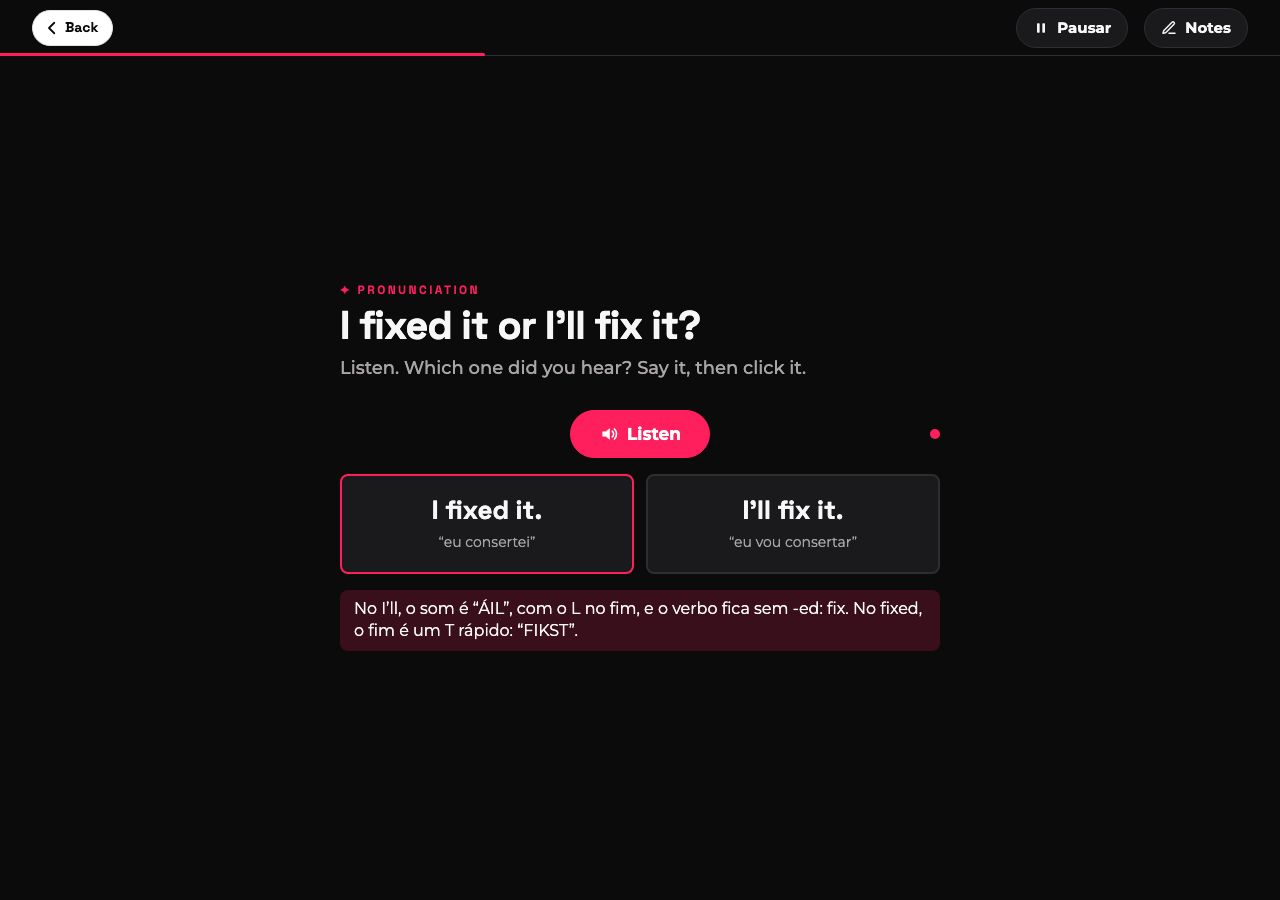 Back
Pausar
Notes
✦ PRONUNCIATION
I fixed it or I’ll fix it?
Listen. Which one did you hear? Say it, then click it.
Listen
I fixed it.
“eu consertei”
I’ll fix it.
“eu vou consertar”
No I’ll, o som é “ÁIL”, com o L no fim, e o verbo fica sem -ed: fix. No fixed,
o fim é um T rápido: “FIKST”.